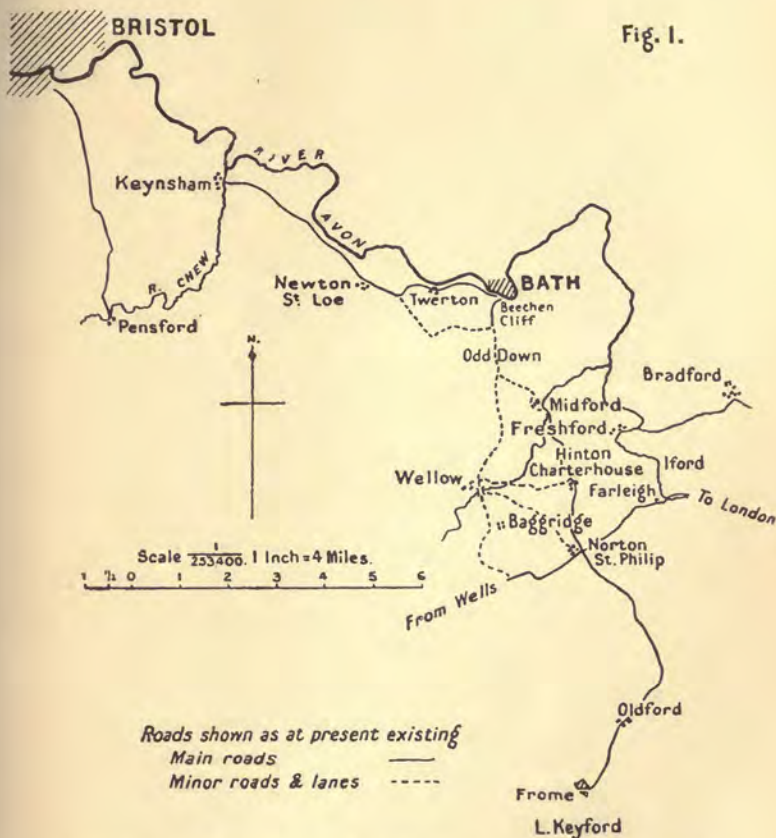 BRISTOL
Fig. 1.
Keynsham
RIVER
AVON
R. CHEW
Pensford
Newton
St. Loe
Twerton
BATH
Beechen
Cliff
Odd Down
N.
Bradford
Midford
Freshford
Hinton
Charterhouse
Iford
Wellow
Farleigh
To London
Baggridge
Norton
St. Philip
Scale 1/253400. 1 Inch = 4 Miles.
1 ½ 0 1 2 3 4 5 6
From Wells
Roads shown as at present existing
Main roads
Minor roads & lanes
Oldford
Frome
L. Keyford